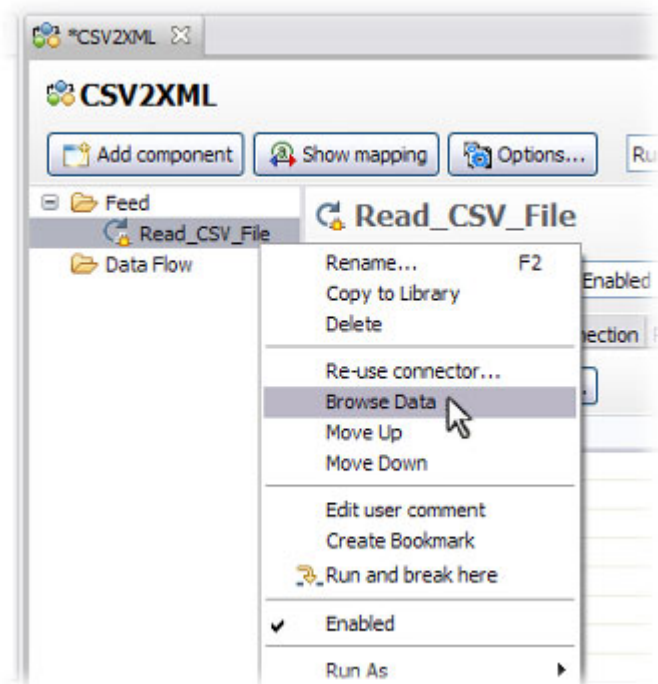 *CSV2XML
CSV2XML
Add component Show mapping Options... Ru
Feed
Read_CSV_File
Data Flow
Read_CSV_File
Enabled
nection
Rename... F2
Copy to Library
Delete
Re-use connector...
Browse Data
Move Up
Move Down
Edit user comment
Create Bookmark
Run and break here
Enabled
Run As